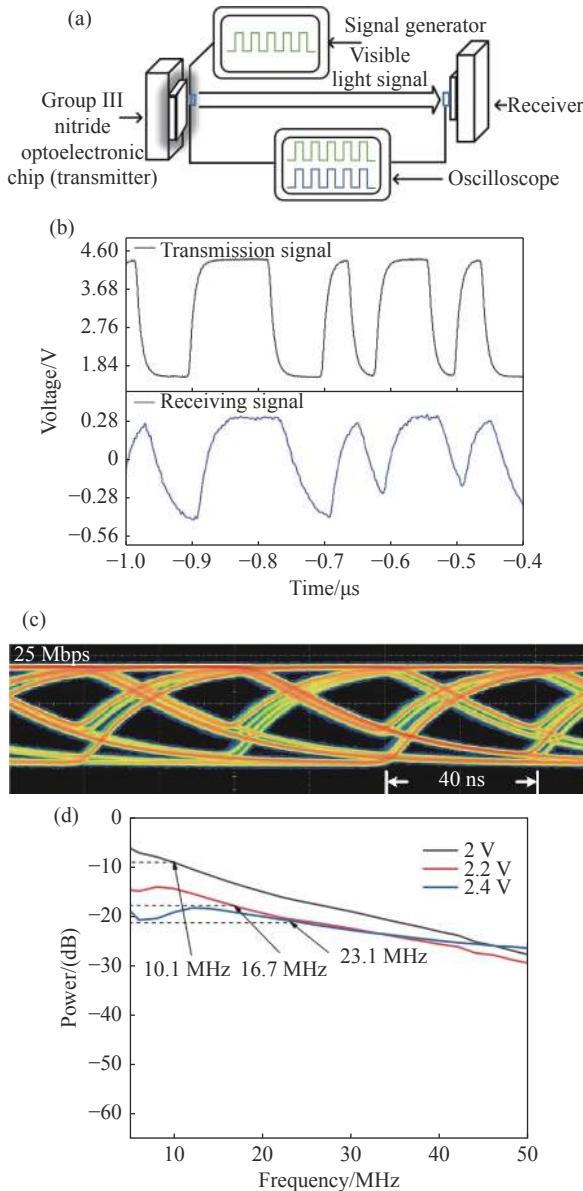 (a)
Signal generator
Visible
light signal
Group III
nitride
optoelectronic
chip (transmitter)
Receiver
Oscilloscope
(b)
Transmission signal
4.60
3.68
2.76
1.84
Voltage/V
Receiving signal
0.28
0
−0.28
−0.56
−1.0 −0.9 −0.8 −0.7 −0.6 −0.5 −0.4
Time/μs
(c)
25 Mbps
40 ns
(d)
0
−10
−20
−30
−40
−50
−60
Power/(dB)
2 V
2.2 V
2.4 V
10.1 MHz
16.7 MHz
23.1 MHz
10 20 30 40 50
Frequency/MHz